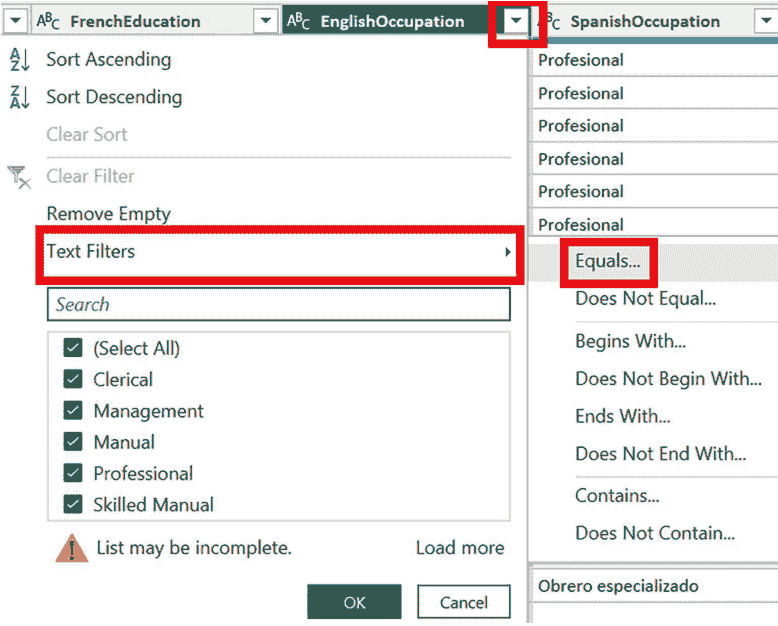 ABC FrenchEducation ABC EnglishOccupation ABC SpanishOccupation
Sort Ascending
Sort Descending
Clear Sort
Clear Filter
Remove Empty
Text Filters
Search
(Select All)
Clerical
Management
Manual
Professional
Skilled Manual
List may be incomplete. Load more
OK Cancel
Profesional
Profesional
Profesional
Profesional
Profesional
Profesional
Equals...
Does Not Equal...
Begins With...
Does Not Begin With...
Ends With...
Does Not End With...
Contains...
Does Not Contain...
Obrero especializado